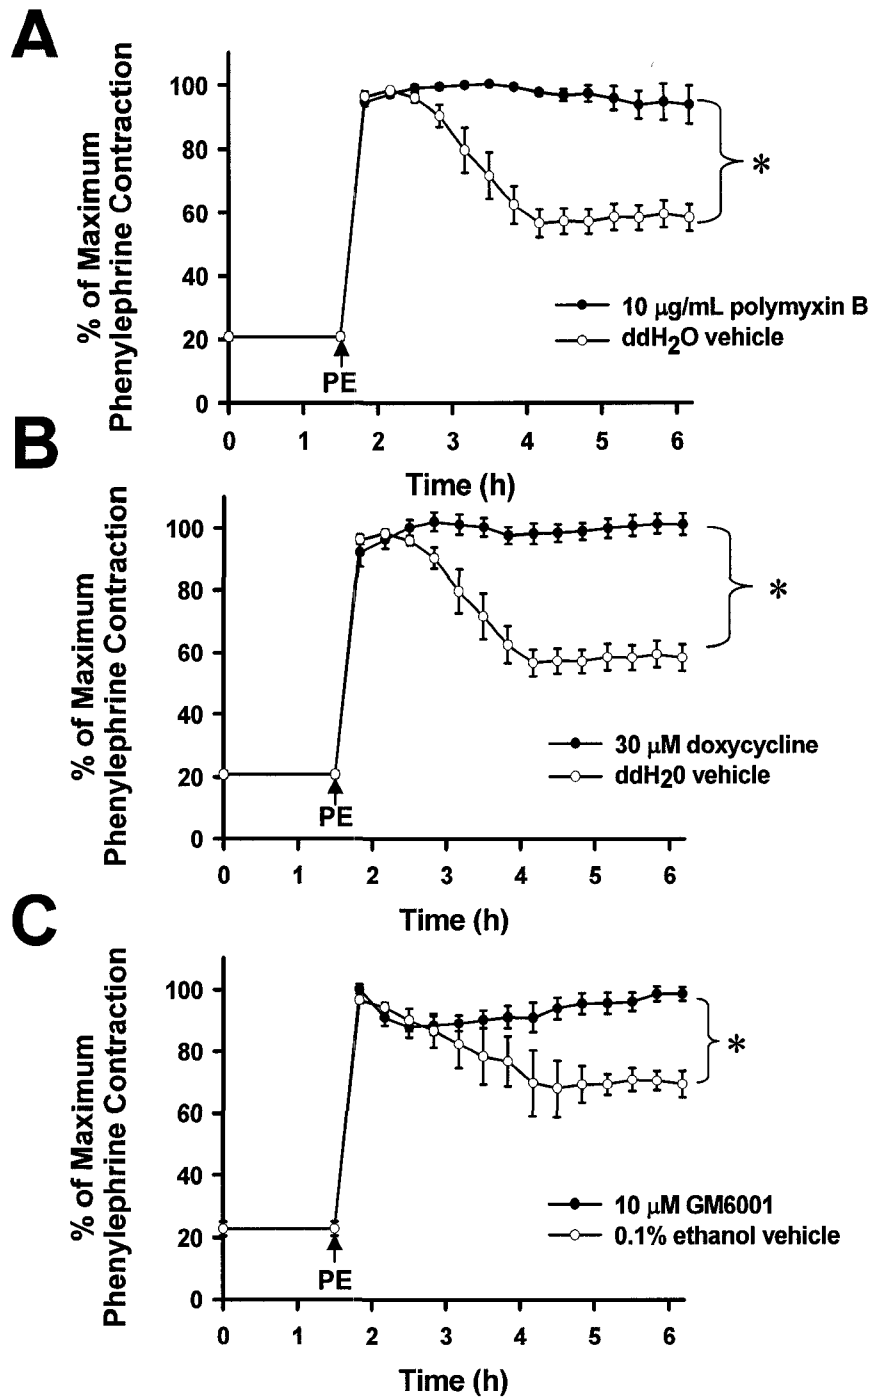 A
% of Maximum
Phenylephrine Contraction
100
80
60
40
20
0
*
10 μg/mL polymyxin B
ddH2O vehicle
PE
0 1 2 3 4 5 6
Time (h)
B
% of Maximum
Phenylephrine Contraction
100
80
60
40
20
0
*
30 μM doxycycline
ddH20 vehicle
PE
0 1 2 3 4 5 6
Time (h)
C
% of Maximum
Phenylephrine Contraction
100
80
60
40
20
0
*
10 μM GM6001
0.1% ethanol vehicle
PE
0 1 2 3 4 5 6
Time (h)